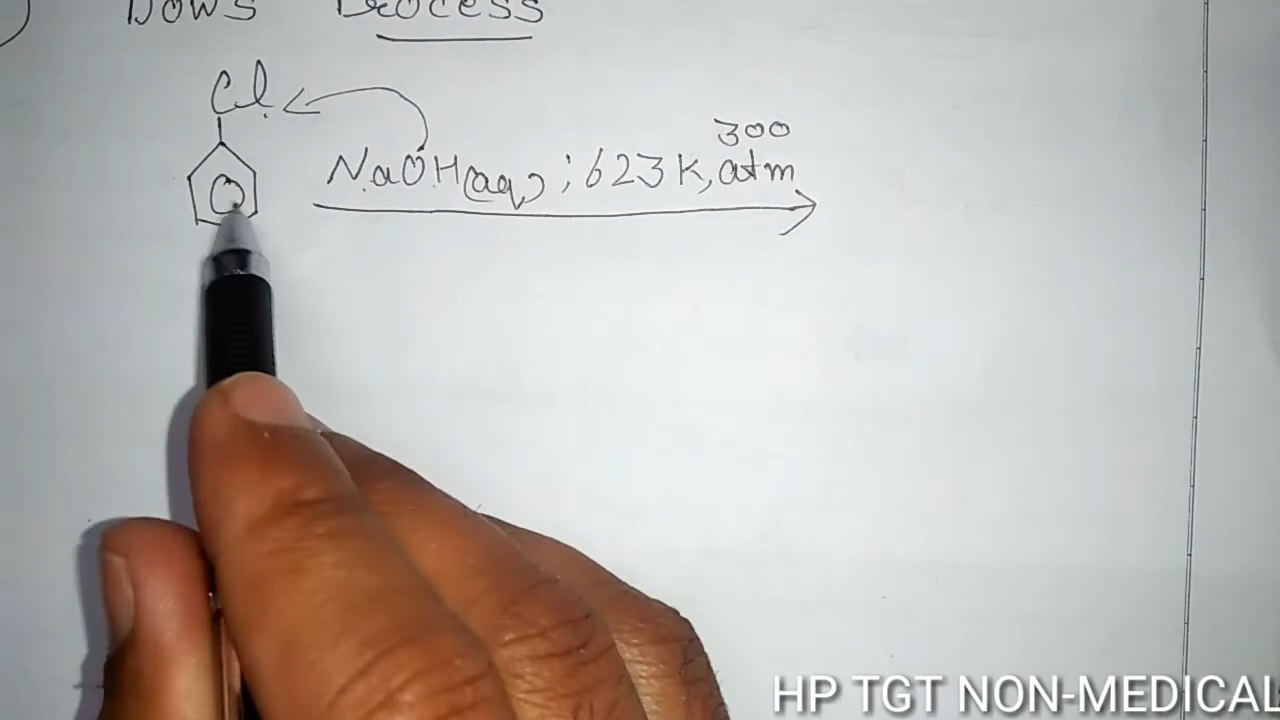 Dows Process
Cl
300
NaOH(aq); 623 K, atm
HP TGT NON-MEDICAL